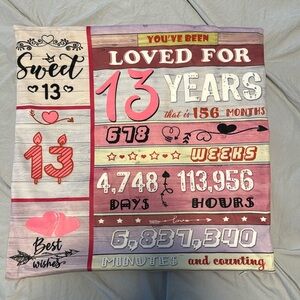 Sweet
13
13
Best
wishes
YOU'VE BEEN
LOVED FOR
13 YEARS
that is 156 MONTHS
678
WEEKS
4,748 113,956
DAYS HOURS
love
6,837,340
MINUTES and counting